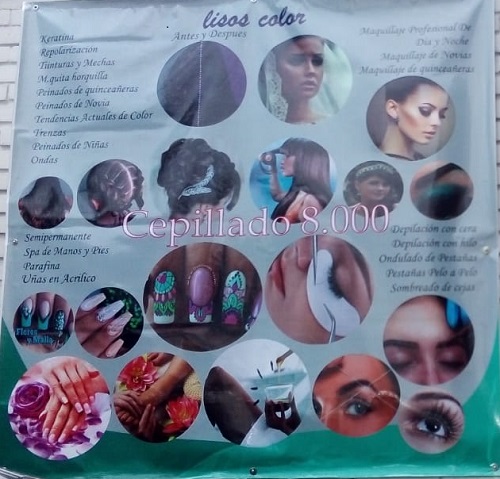 lisos color
Antes y Despues
Keratina
Repolarización
Tinturas y Mechas
M.quita horquilla
Peinados de quinceañeras
Peinados de Novia
Tendencias Actuales de Color
Trenzas
Peinados de Niñas
Ondas
Maquillaje Profesional De
Dia y Noche
Maquillaje de Novias
Maquillaje de quinceañeras
Cepillado 8.000
Semipermanente
Spa de Manos y Pies
Parafina
Uñas en Acrilico
Depilación con cera
Depilación con hilo
Ondulado de Pestañas
Pestañas Pelo a Pelo
Sombreado de cejas